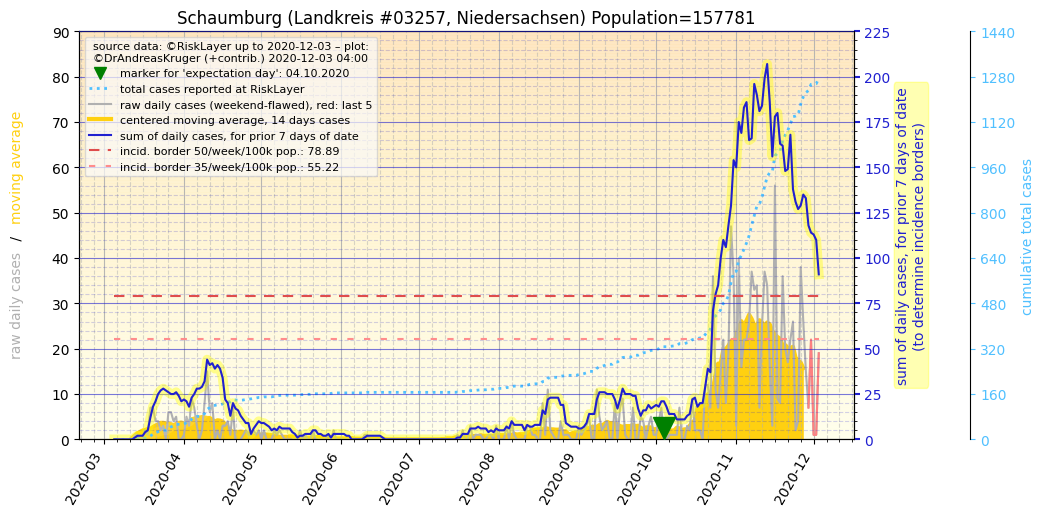 Schaumburg (Landkreis #03257, Niedersachsen) Population=157781
source data: ©RiskLayer up to 2020-12-03 – plot:
©DrAndreasKruger (+contrib.) 2020-12-03 04:00
marker for 'expectation day': 04.10.2020
total cases reported at RiskLayer
raw daily cases (weekend-flawed), red: last 5
centered moving average, 14 days cases
sum of daily cases, for prior 7 days of date
incid. border 50/week/100k pop.: 78.89
incid. border 35/week/100k pop.: 55.22
raw daily cases / moving average
90
80
70
60
50
40
30
20
10
0
2020-03
2020-04
2020-05
2020-06
2020-07
2020-08
2020-09
2020-10
2020-11
2020-12
225
200
175
150
125
100
75
50
25
0
sum of daily cases, for prior 7 days of date
(to determine incidence borders)
1440
1280
1120
960
800
640
480
320
160
0
cumulative total cases